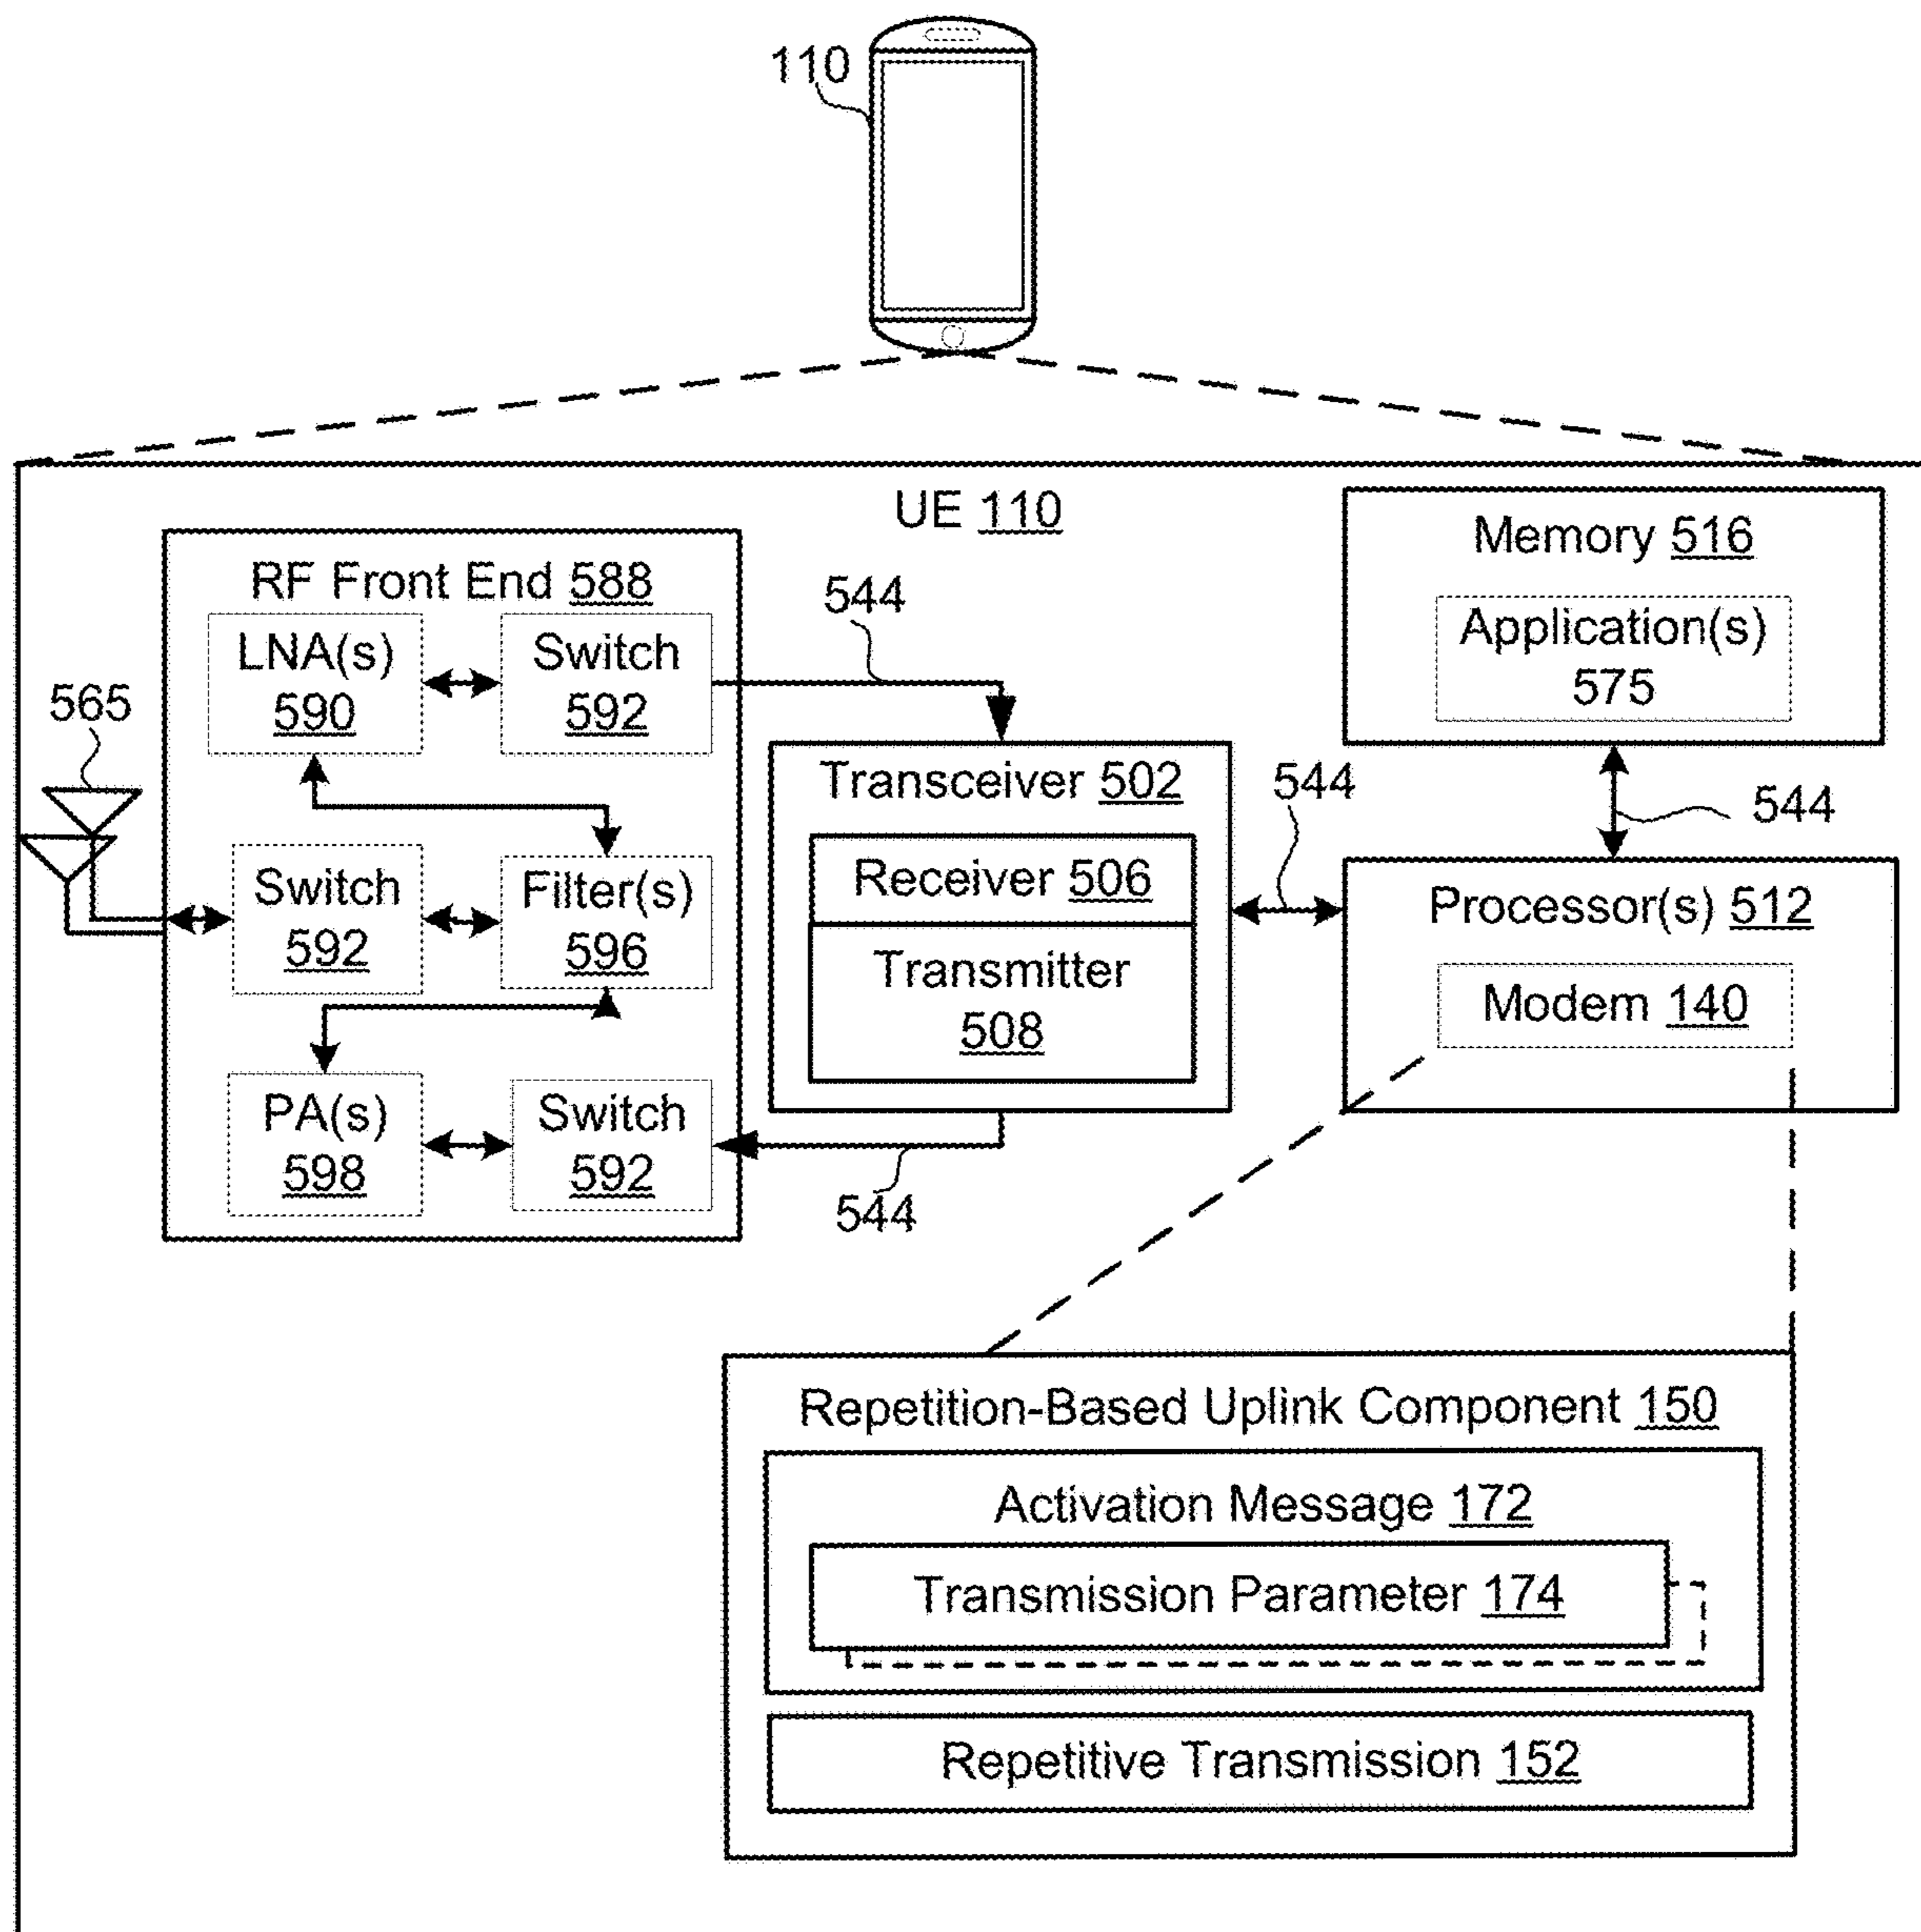 110
UE 110
Memory 516
Application(s)
575
RF Front End 588
544
LNA(s)
590
Switch
592
565
Transceiver 502
544
544
Receiver 506
Switch
592
Filter(s)
596
Processor(s) 512
Transmitter
508
Modem 140
PA(s)
598
Switch
592
544
Repetition-Based Uplink Component 150
Activation Message 172
Transmission Parameter 174
Repetitive Transmission 152